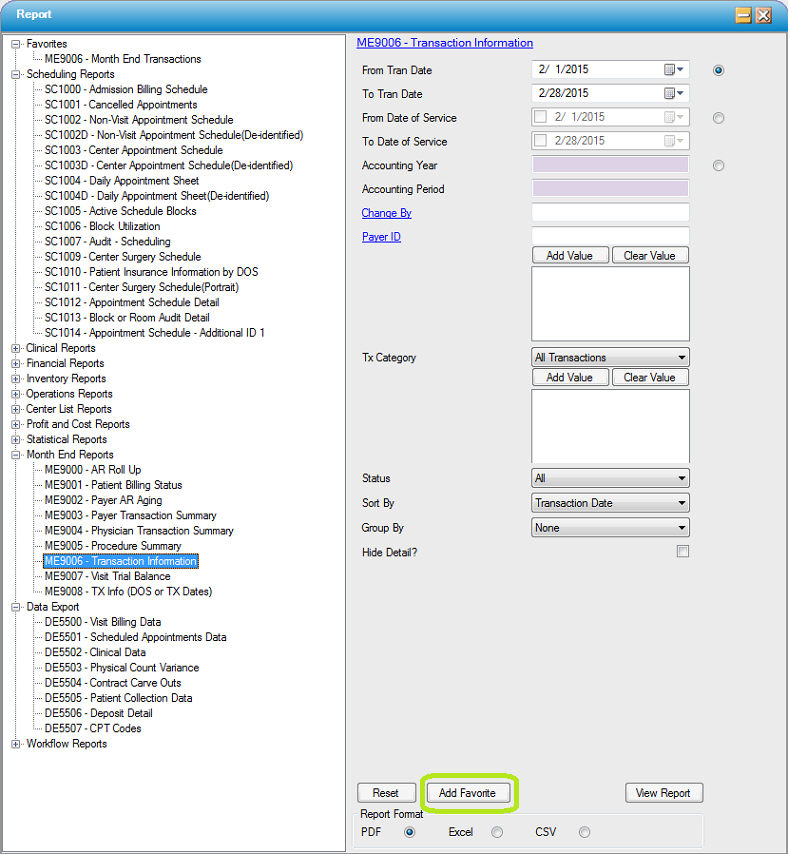 Report
Favorites
ME9006 - Month End Transactions
Scheduling Reports
SC1000 - Admission Billing Schedule
SC1001 - Cancelled Appointments
SC1002 - Non-Visit Appointment Schedule
SC1002D - Non-Visit Appointment Schedule(De-identified)
SC1003 - Center Appointment Schedule
SC1003D - Center Appointment Schedule(De-identified)
SC1004 - Daily Appointment Sheet
SC1004D - Daily Appointment Sheet(De-identified)
SC1005 - Active Schedule Blocks
SC1006 - Block Utilization
SC1007 - Audit - Scheduling
SC1009 - Center Surgery Schedule
SC1010 - Patient Insurance Information by DOS
SC1011 - Center Surgery Schedule(Portrait)
SC1012 - Appointment Schedule Detail
SC1013 - Block or Room Audit Detail
SC1014 - Appointment Schedule - Additional ID 1
Clinical Reports
Financial Reports
Inventory Reports
Operations Reports
Center List Reports
Profit and Cost Reports
Statistical Reports
Month End Reports
ME9000 - AR Roll Up
ME9001 - Patient Billing Status
ME9002 - Payer AR Aging
ME9003 - Payer Transaction Summary
ME9004 - Physician Transaction Summary
ME9005 - Procedure Summary
ME9006 - Transaction Information
ME9007 - Visit Trial Balance
ME9008 - TX Info (DOS or TX Dates)
Data Export
DE5500 - Visit Billing Data
DE5501 - Scheduled Appointments Data
DE5502 - Clinical Data
DE5503 - Physical Count Variance
DE5504 - Contract Carve Outs
DE5505 - Patient Collection Data
DE5506 - Deposit Detail
DE5507 - CPT Codes
Workflow Reports
ME9006 - Transaction Information
From Tran Date 2/ 1/2015
To Tran Date 2/28/2015
From Date of Service 2/ 1/2015
To Date of Service 2/28/2015
Accounting Year
Accounting Period
Change By
Payer ID
Add Value Clear Value
Tx Category All Transactions
Add Value Clear Value
Status All
Sort By Transaction Date
Group By None
Hide Detail?
Reset Add Favorite View Report
Report Format
PDF Excel CSV